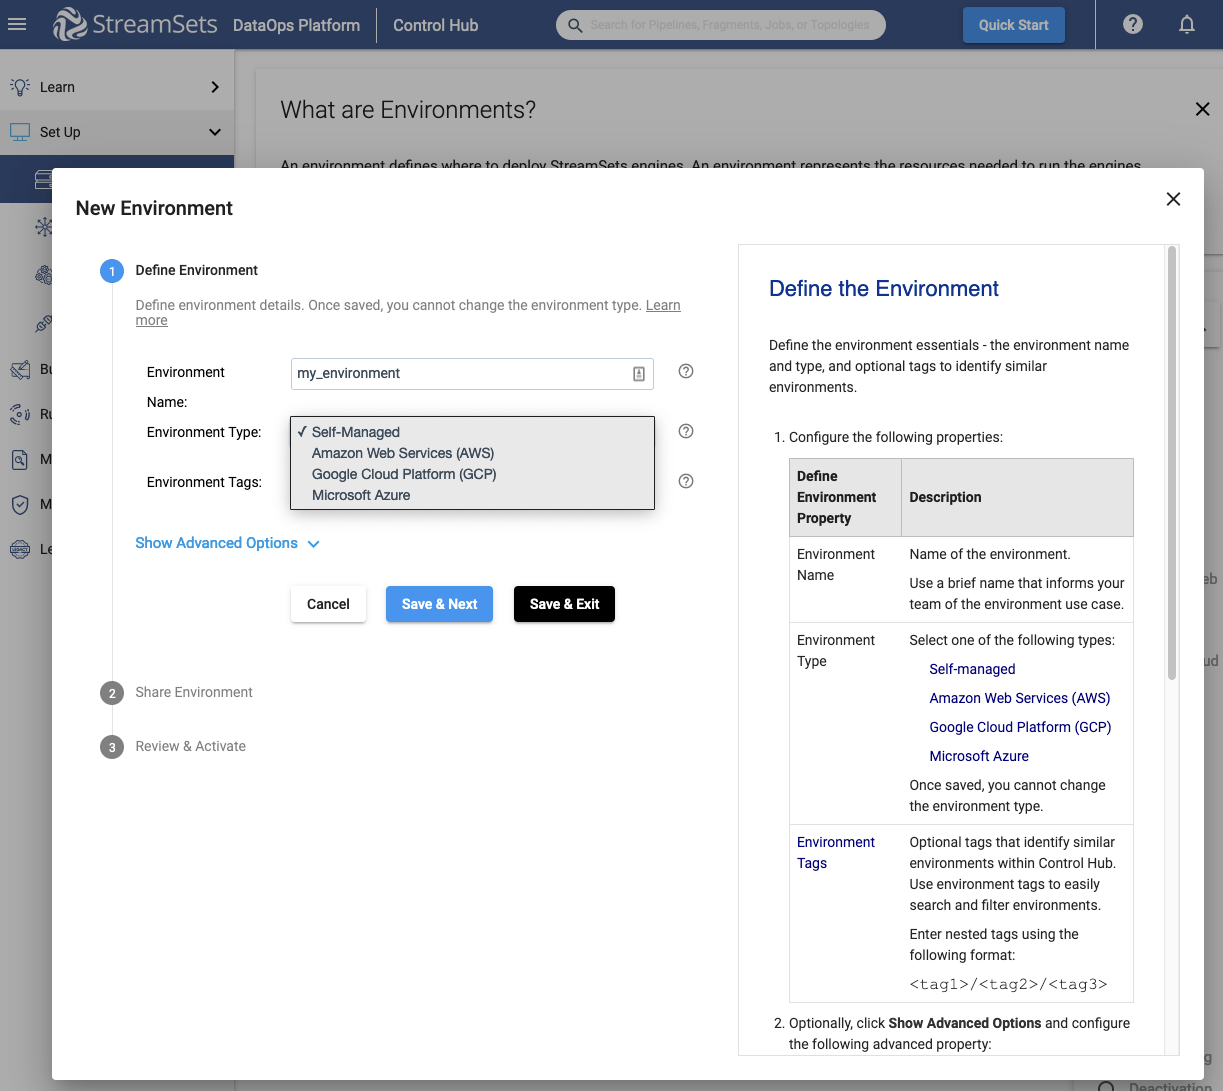 StreamSets DataOps Platform Control Hub
Search for Pipelines, Fragments, Jobs, or Topologies
Quick Start
Learn
Set Up
What are Environments?
An environment defines where to deploy StreamSets engines. An environment represents the resources needed to run the engines
New Environment
1 Define Environment
Define environment details. Once saved, you cannot change the environment type. Learn
more
Environment
Name:
my_environment
Environment Type:
✓ Self-Managed
Amazon Web Services (AWS)
Google Cloud Platform (GCP)
Microsoft Azure
Environment Tags:
Show Advanced Options
Cancel
Save & Next
Save & Exit
2 Share Environment
3 Review & Activate
Define the Environment
Define the environment essentials - the environment name
and type, and optional tags to identify similar
environments.
1. Configure the following properties:
Define
Environment
Property
Description
Environment
Name
Name of the environment.
Use a brief name that informs your
team of the environment use case.
Environment
Type
Select one of the following types:
Self-managed
Amazon Web Services (AWS)
Google Cloud Platform (GCP)
Microsoft Azure
Once saved, you cannot change
the environment type.
Environment
Tags
Optional tags that identify similar
environments within Control Hub.
Use environment tags to easily
search and filter environments.
Enter nested tags using the
following format:
<tag1>/<tag2>/<tag3>
2. Optionally, click Show Advanced Options and configure
the following advanced property:
Deactivation